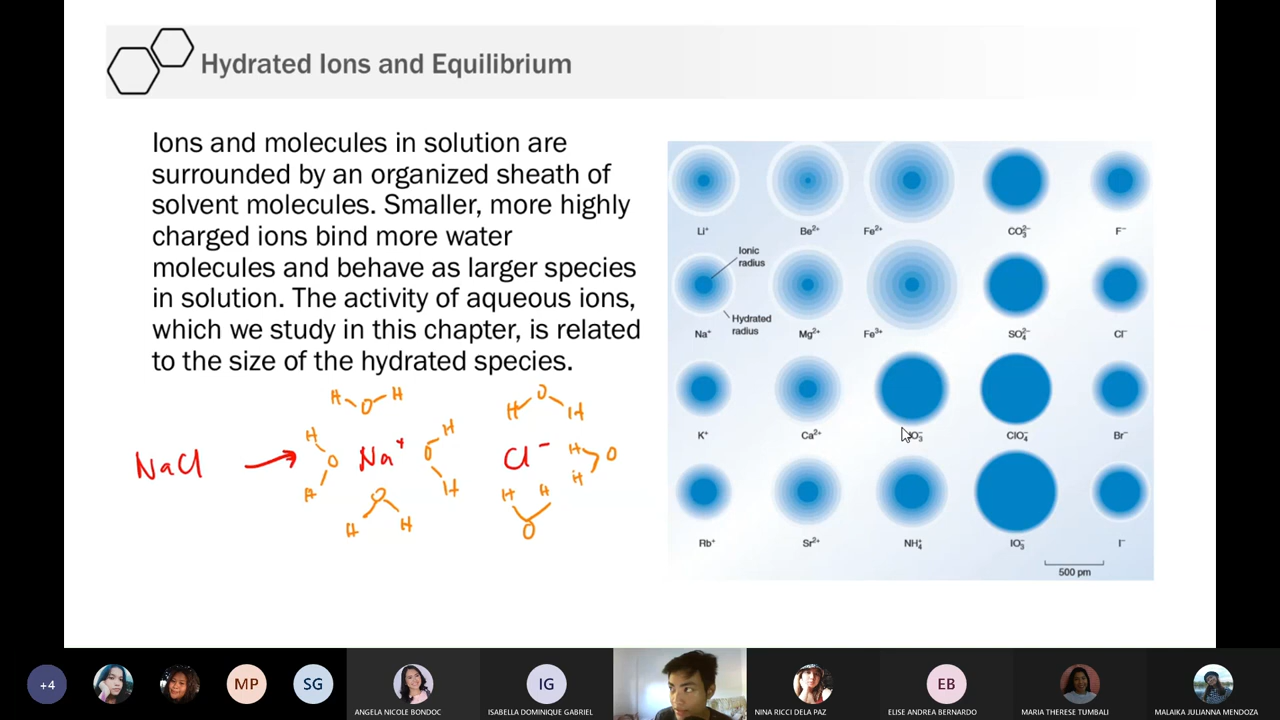 Hydrated Ions and Equilibrium
Ions and molecules in solution are
surrounded by an organized sheath of
solvent molecules. Smaller, more highly
charged ions bind more water
molecules and behave as larger species
in solution. The activity of aqueous ions,
which we study in this chapter, is related
to the size of the hydrated species.
Li⁺ Be²⁺ Fe²⁺ CO₃²⁻ F⁻
Ionic
radius
Hydrated
radius
Na⁺ Mg²⁺ Fe³⁺ SO₄²⁻ Cl⁻
K⁺ Ca²⁺ ClO₄⁻ Br⁻
Rb⁺ Sr²⁺ NH₄⁺ IO₃⁻ I⁻
500 pm
H O H
H O H
NaCl
Na⁺
Cl⁻
H O H
O H H
H O H
H O H
H H O
+4 MP SG IG EB
ANGELA NICOLE BONDOC
ISABELLA DOMINIQUE GABRIEL
NINA RICCI DELA PAZ
ELISE ANDREA BERNARDO
MARIA THERESE TUMBALI
MALAIKA JULIANNA MENDOZA